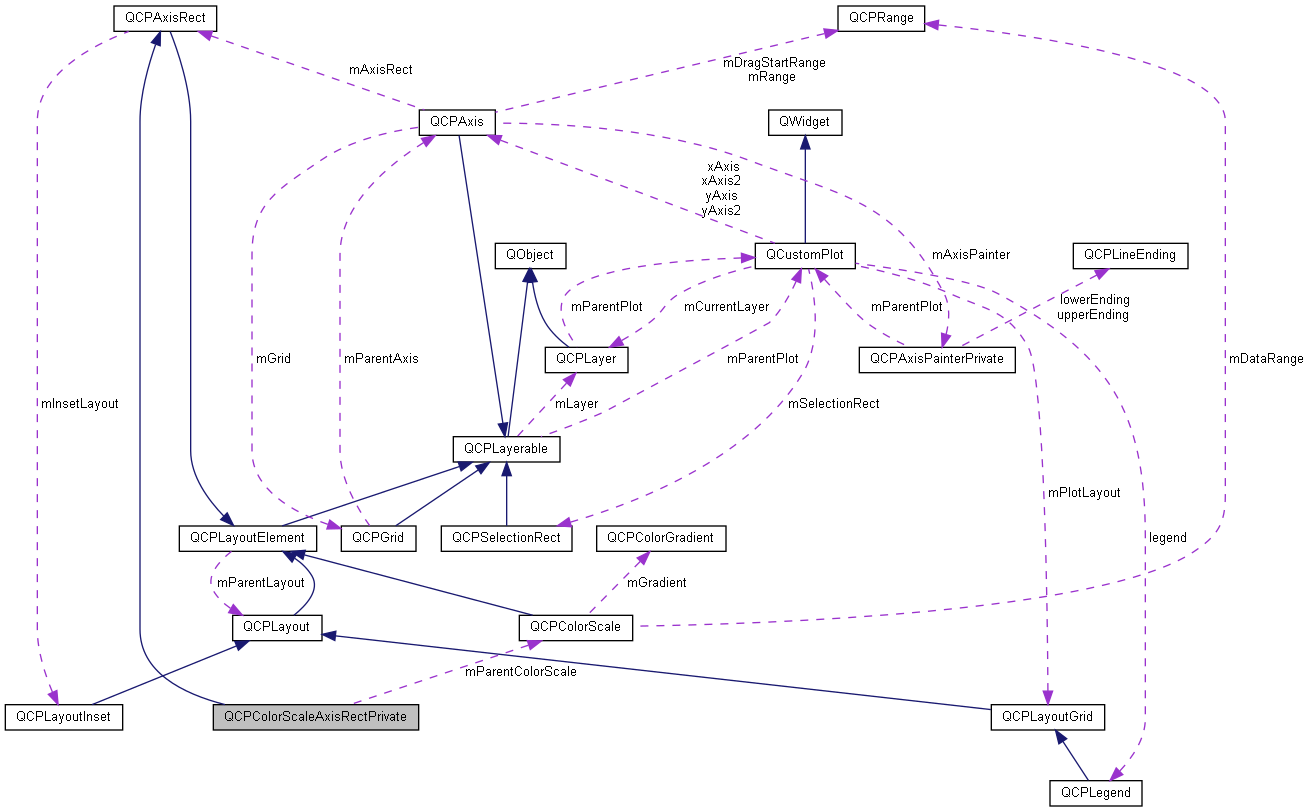 QCPAxisRect
QCPRange
mDragStartRange
mRange
mAxisRect
QCPAxis
QWidget
xAxis
xAxis2
yAxis
yAxis2
QObject
QCustomPlot
mAxisPainter
QCPLineEnding
mParentPlot
mCurrentLayer
mParentPlot
lowerEnding
upperEnding
mGrid
mParentAxis
QCPLayer
mParentPlot
QCPAxisPainterPrivate
mDataRange
mInsetLayout
mLayer
mSelectionRect
QCPLayerable
mPlotLayout
QCPLayoutElement
QCPGrid
QCPSelectionRect
QCPColorGradient
legend
mParentLayout
mGradient
QCPLayout
QCPColorScale
mParentColorScale
QCPLayoutInset
QCPColorScaleAxisRectPrivate
QCPLayoutGrid
QCPLegend